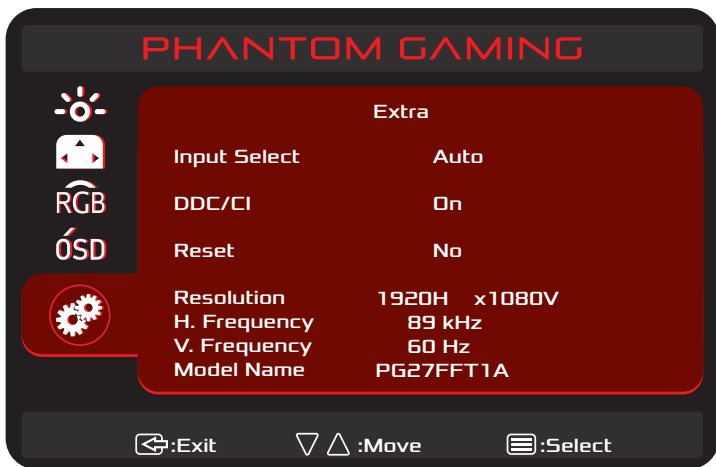 PHANTOM GAMING
Extra
Input Select Auto
DDC/CI On
RGB
Reset No
OSD
Resolution 1920H x1080V
H. Frequency 89 kHz
V. Frequency 60 Hz
Model Name PG27FFT1A
:Exit :Move :Select